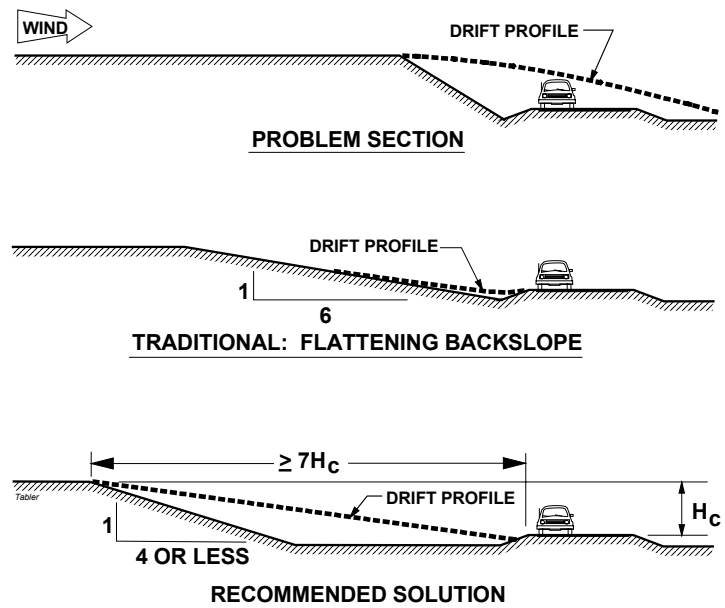 WIND
DRIFT PROFILE
PROBLEM SECTION
DRIFT PROFILE
1
6
TRADITIONAL: FLATTENING BACKSLOPE
≥ 7Hc
Tabler
DRIFT PROFILE
Hc
1
4 OR LESS
RECOMMENDED SOLUTION